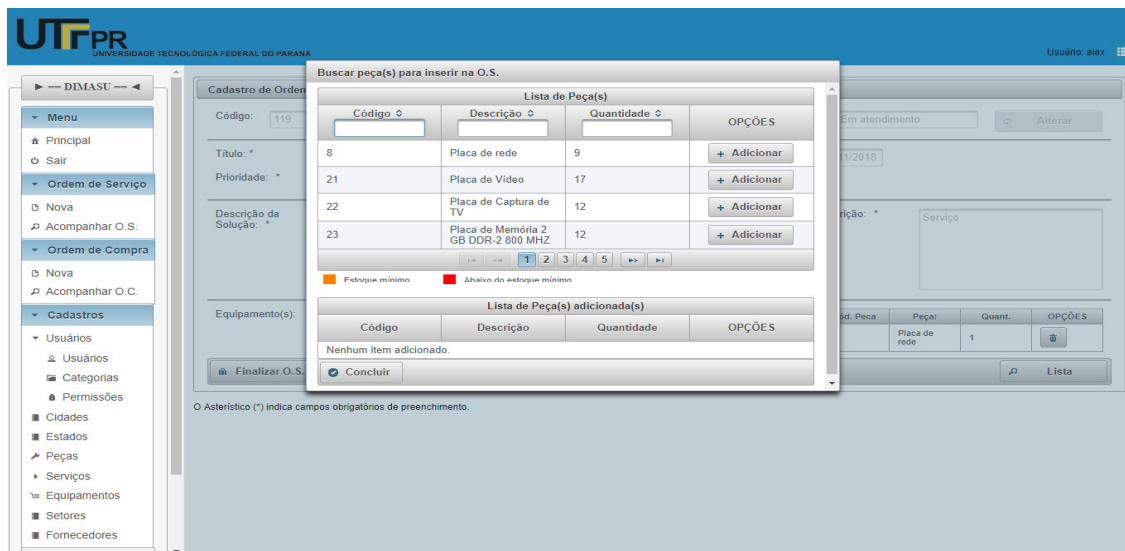 UTFPR
UNIVERSIDADE TECNOLÓGICA FEDERAL DO PARANÁ
Usuário: alex
► -- DIMASU -- ◄
Menu
Principal
Sair
Ordem de Serviço
Nova
Acompanhar O.S.
Ordem de Compra
Nova
Acompanhar O.C.
Cadastros
Usuários
Usuários
Categorias
Permissões
Cidades
Estados
Peças
Serviços
Equipamentos
Setores
Fornecedores
Cadastro de Orden
Código: 119
Em atendimento
Alterar
Título: *
11/2018
Prioridade: *
Descrição da
Solução: *
rição: *
Serviço
Equipamento(s):
ód. Peca Peça: Quant. OPÇÕES
Placa de
rede
1
Finalizar O.S.
Lista
O Asterístico (*) indica campos obrigatórios de preenchimento.
Buscar peça(s) para inserir na O.S.
Lista de Peça(s)
Código Descrição Quantidade OPÇÕES
8 Placa de rede 9 + Adicionar
21 Placa de Vídeo 17 + Adicionar
22 Placa de Captura de
TV 12 + Adicionar
23 Placa de Memória 2
GB DDR-2 800 MHZ 12 + Adicionar
1 2 3 4 5
Estoque mínimo Abaixo do estoque mínimo
Lista de Peça(s) adicionada(s)
Código Descrição Quantidade OPÇÕES
Nenhum item adicionado.
Concluir